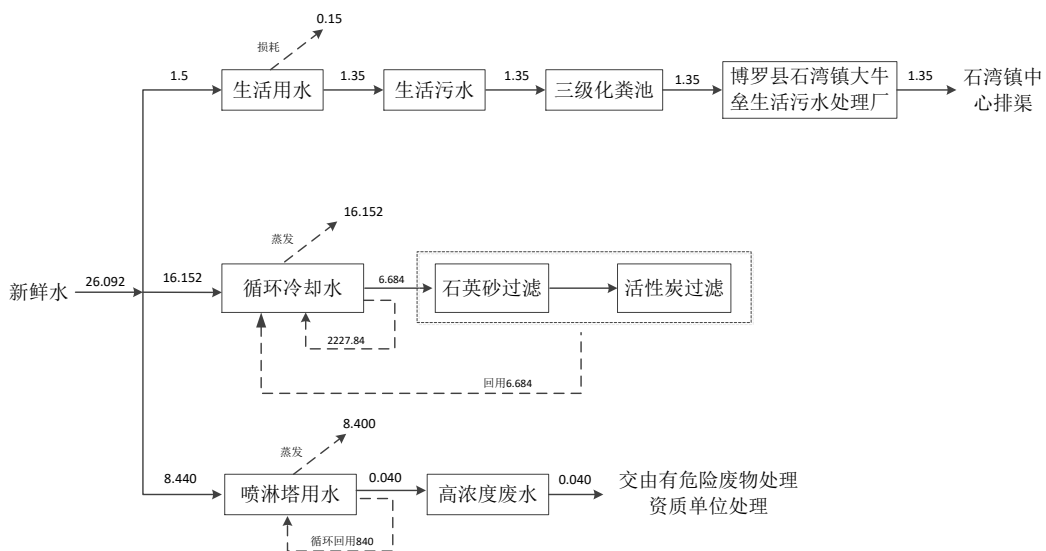 0.15
损耗
1.5
生活用水
1.35
生活污水
1.35
三级化粪池
1.35
博罗县石湾镇大牛
垒生活污水处理厂
1.35
石湾镇中
心排渠
16.152
蒸发
新鲜水
26.092
16.152
循环冷却水
6.684
石英砂过滤
活性炭过滤
2227.84
回用6.684
8.400
蒸发
8.440
喷淋塔用水
0.040
高浓度废水
0.040
交由有危险废物处理
资质单位处理
循环回用840